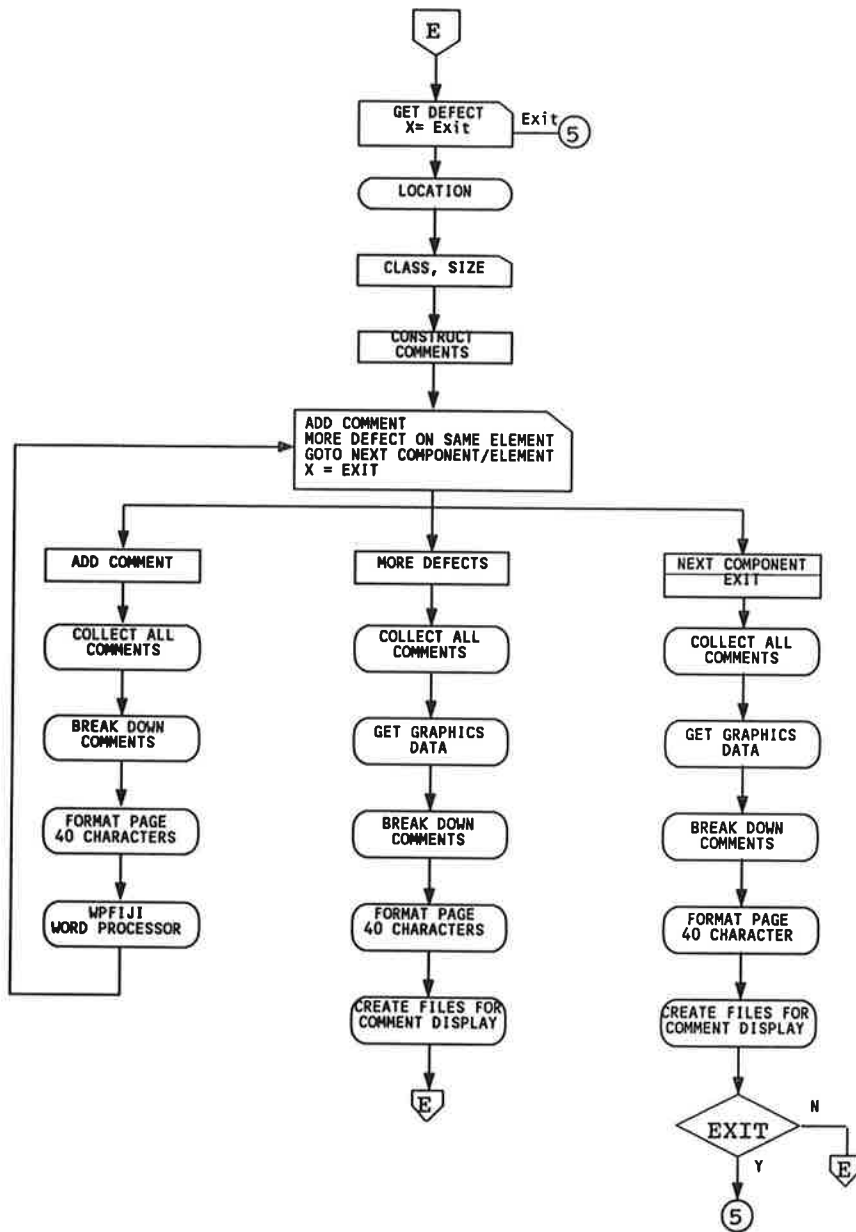 E
GET DEFECT
X= Exit
Exit
5
LOCATION
CLASS, SIZE
CONSTRUCT
COMMENTS
ADD COMMENT
MORE DEFECT ON SAME ELEMENT
GOTO NEXT COMPONENT/ELEMENT
X = EXIT
ADD COMMENT
COLLECT ALL
COMMENTS
BREAK DOWN
COMMENTS
FORMAT PAGE
40 CHARACTERS
WPFIJI
WORD PROCESSOR
MORE DEFECTS
COLLECT ALL
COMMENTS
GET GRAPHICS
DATA
BREAK DOWN
COMMENTS
FORMAT PAGE
40 CHARACTERS
CREATE FILES FOR
COMMENT DISPLAY
E
NEXT COMPONENT
EXIT
COLLECT ALL
COMMENTS
GET GRAPHICS
DATA
BREAK DOWN
COMMENTS
FORMAT PAGE
40 CHARACTER
CREATE FILES FOR
COMMENT DISPLAY
EXIT
N
E
Y
5